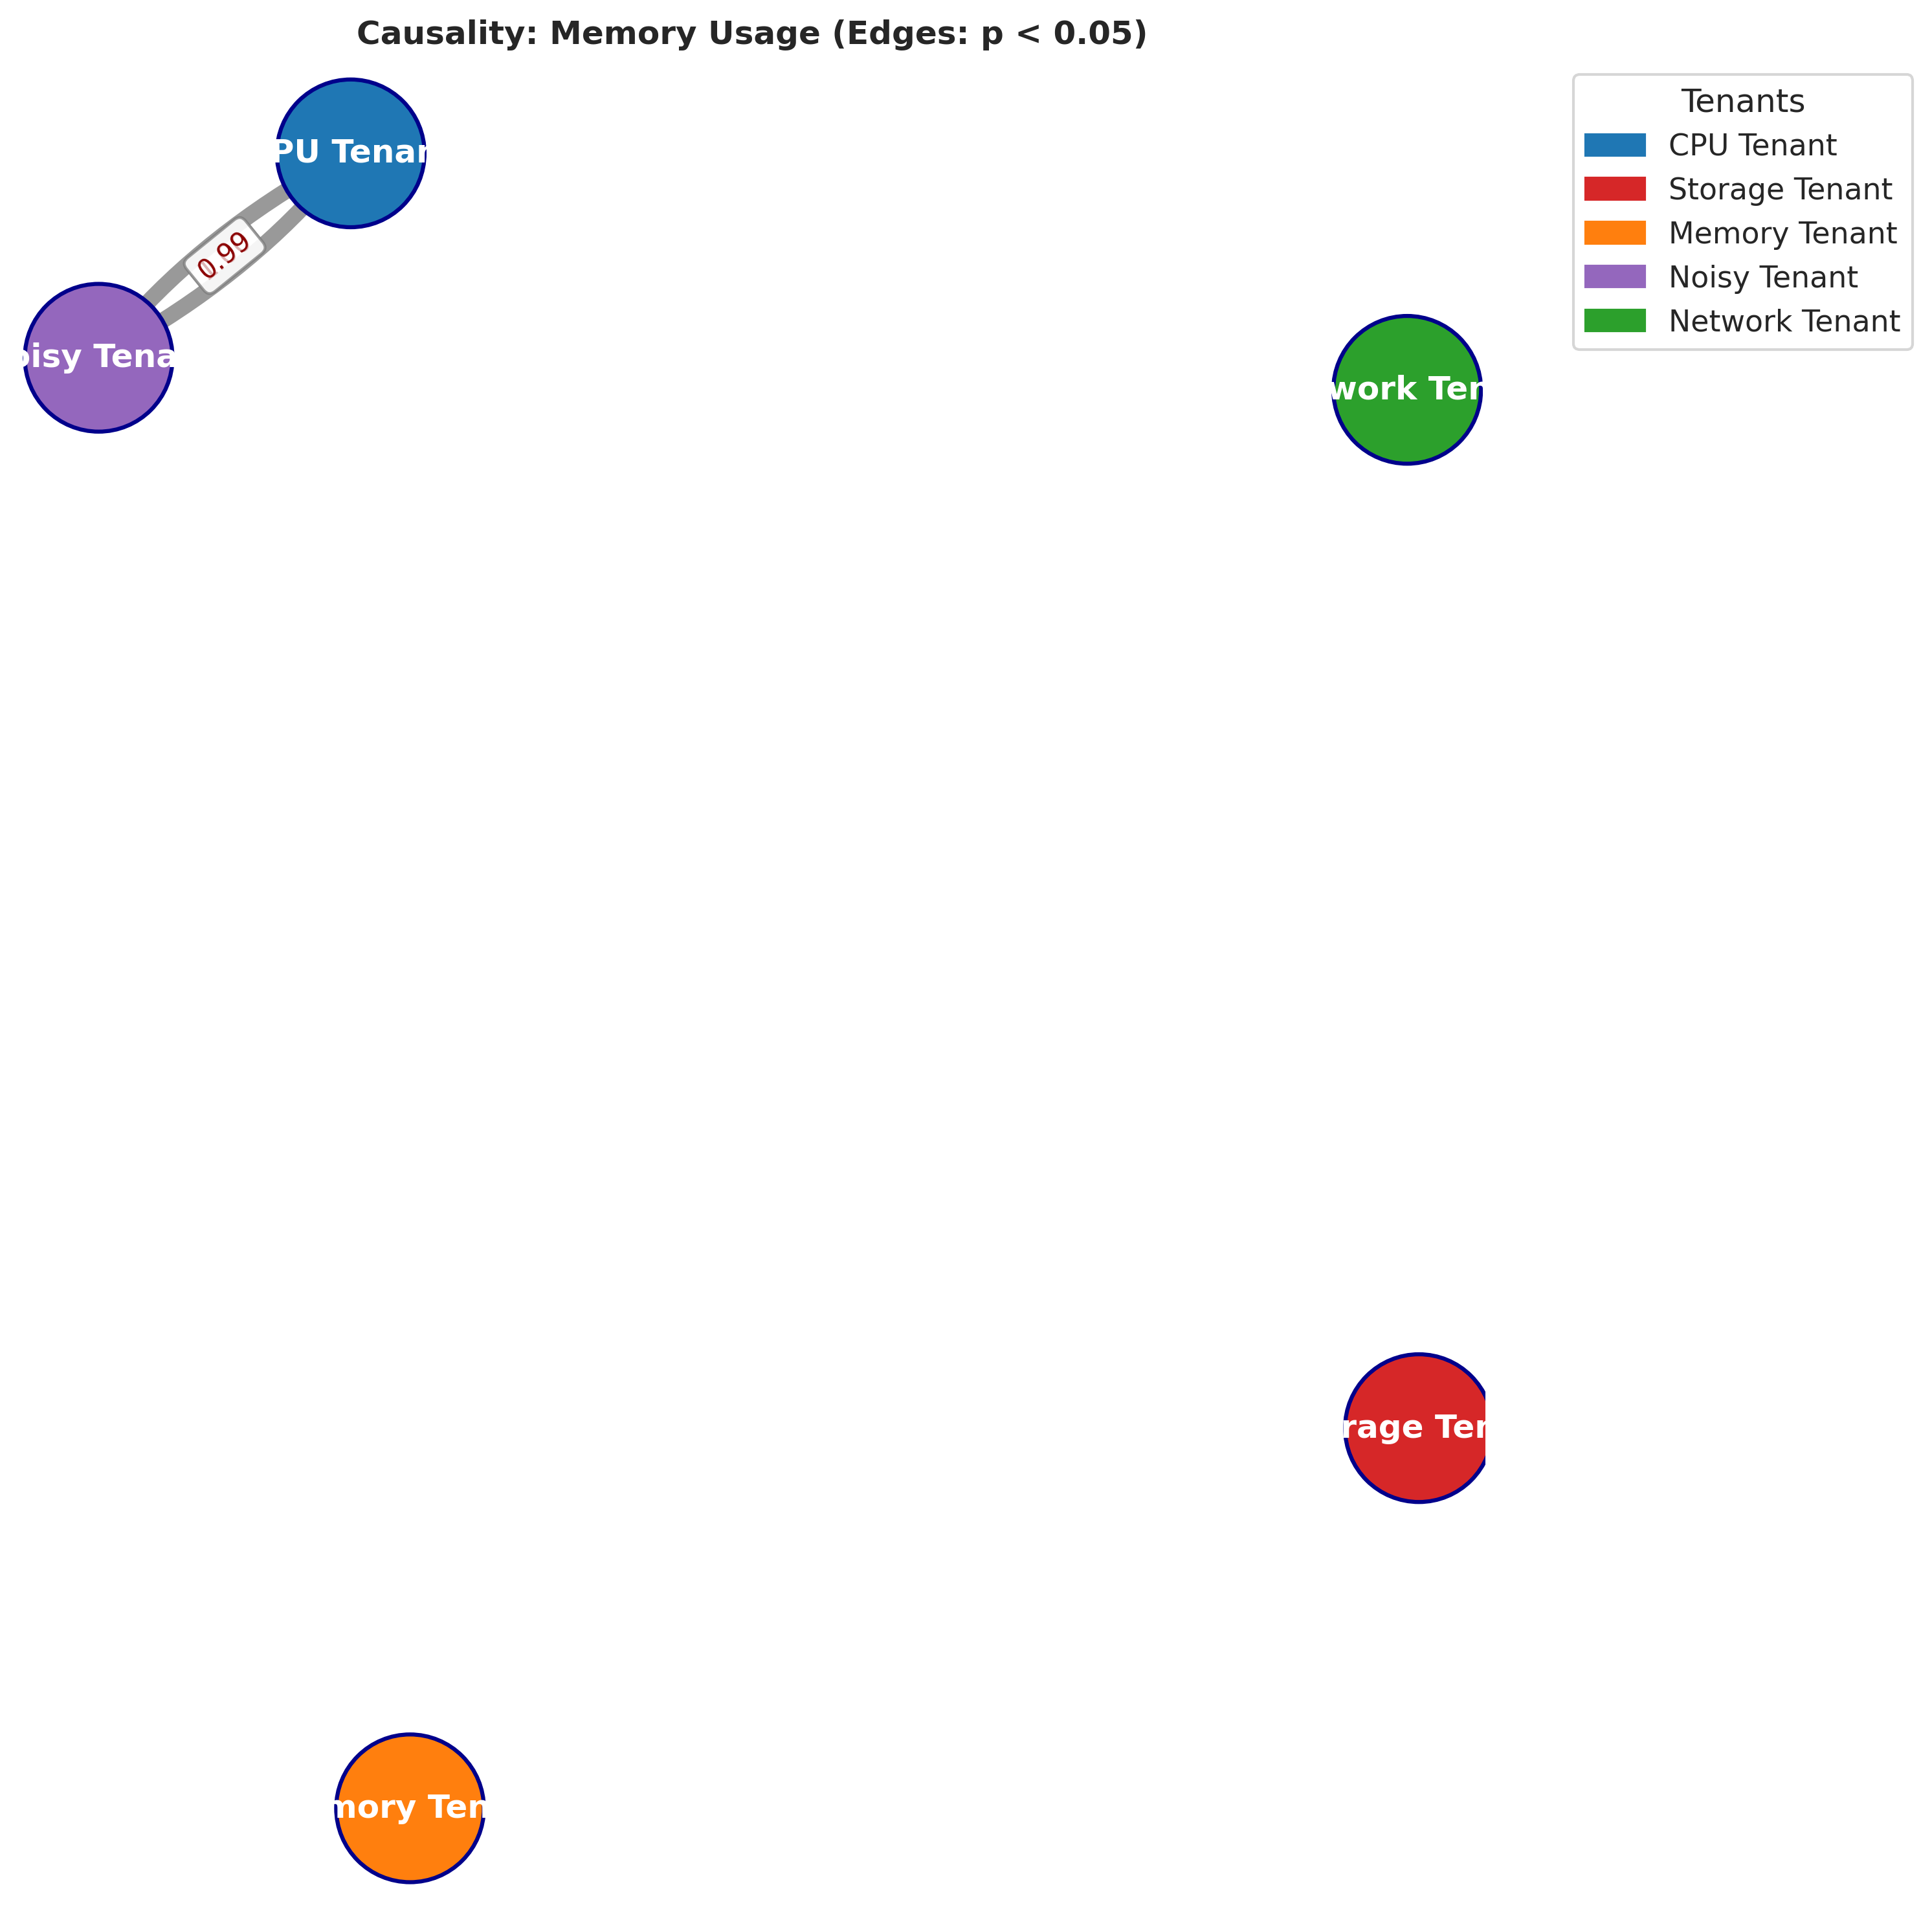 Causality: Memory Usage (Edges: p < 0.05)
PU Tenan
0.99
oisy Tena
work Ten
rage Ten
mory Ten
Tenants
CPU Tenant
Storage Tenant
Memory Tenant
Noisy Tenant
Network Tenant